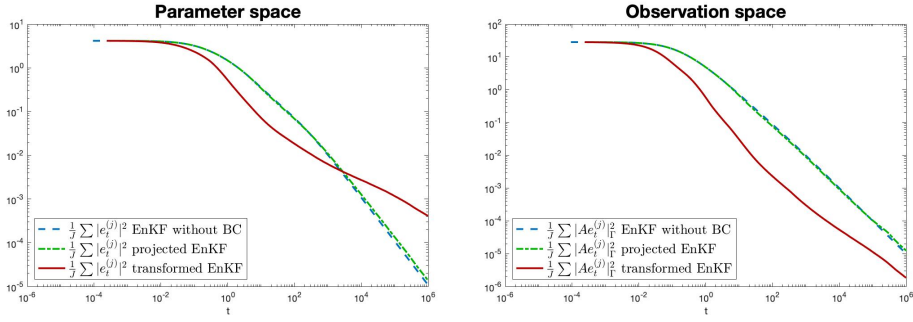 Parameter space
10^1
10^0
10^-1
10^-2
10^-3
10^-4
10^-5
1/J ∑ |e_t^(j)|^2 EnKF without BC
1/J ∑ |e_t^(j)|^2 projected EnKF
1/J ∑ |e_t^(j)|^2 transformed EnKF
10^-6 10^-4 10^-2 10^0 10^2 10^4 10^6
t
Observation space
10^2
10^1
10^0
10^-1
10^-2
10^-3
10^-4
10^-5
10^-6
1/J ∑ |Ae_t^(j)|_Γ^2 EnKF without BC
1/J ∑ |Ae_t^(j)|_Γ^2 projected EnKF
1/J ∑ |Ae_t^(j)|_Γ^2 transformed EnKF
10^-6 10^-4 10^-2 10^0 10^2 10^4 10^6
t